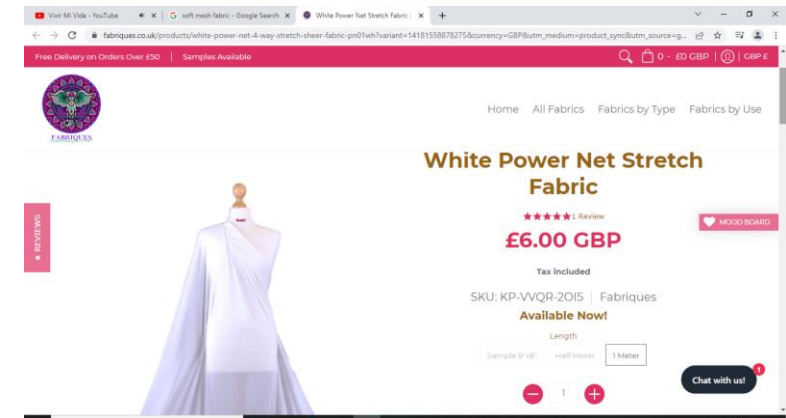 Vivir Mi Vida - YouTube
soft mesh fabric - Google Search
White Power Net Stretch Fabric |
fabriques.co.uk/products/white-power-net-4-way-stretch-sheer-fabric-pn01wh?variant=14181558878275&currency=GBP&utm_medium=product_sync&utm_source=g...
Free Delivery on Orders Over £50 | Samples Available
0 - £0 GBP | GBP £
FABRIQUES
Home All Fabrics Fabrics by Type Fabrics by Use
White Power Net Stretch
Fabric
1 Review
★ REVIEWS
MOOD BOARD
£6.00 GBP
Tax included
SKU: KP-VVQR-2OI5 | Fabriques
Available Now!
Length
Sample 8"x8" Half Meter 1 Meter
1
Chat with us!
1